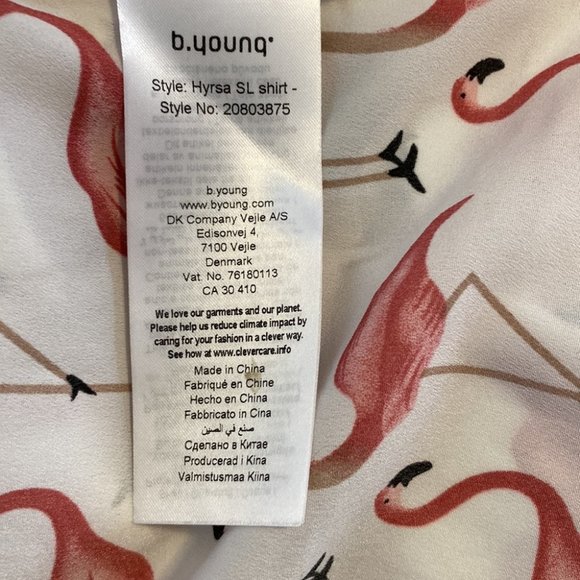 b.young
Style: Hyrsa SL shirt -
Style No: 20803875
b.young
www.byoung.com
DK Company Vejle A/S
Edisonvej 4,
7100 Vejle
Denmark
Vat. No. 76180113
CA 30 410
We love our garments and our planet.
Please help us reduce climate impact by
caring for your fashion in a clever way.
See how at www.clevercare.info
Made in China
Fabriqué en Chine
Hecho en China
Fabbricato in Cina
صنع في الصين
Сделано в Китае
Producerad i Kina
Valmistusmaa Kiina